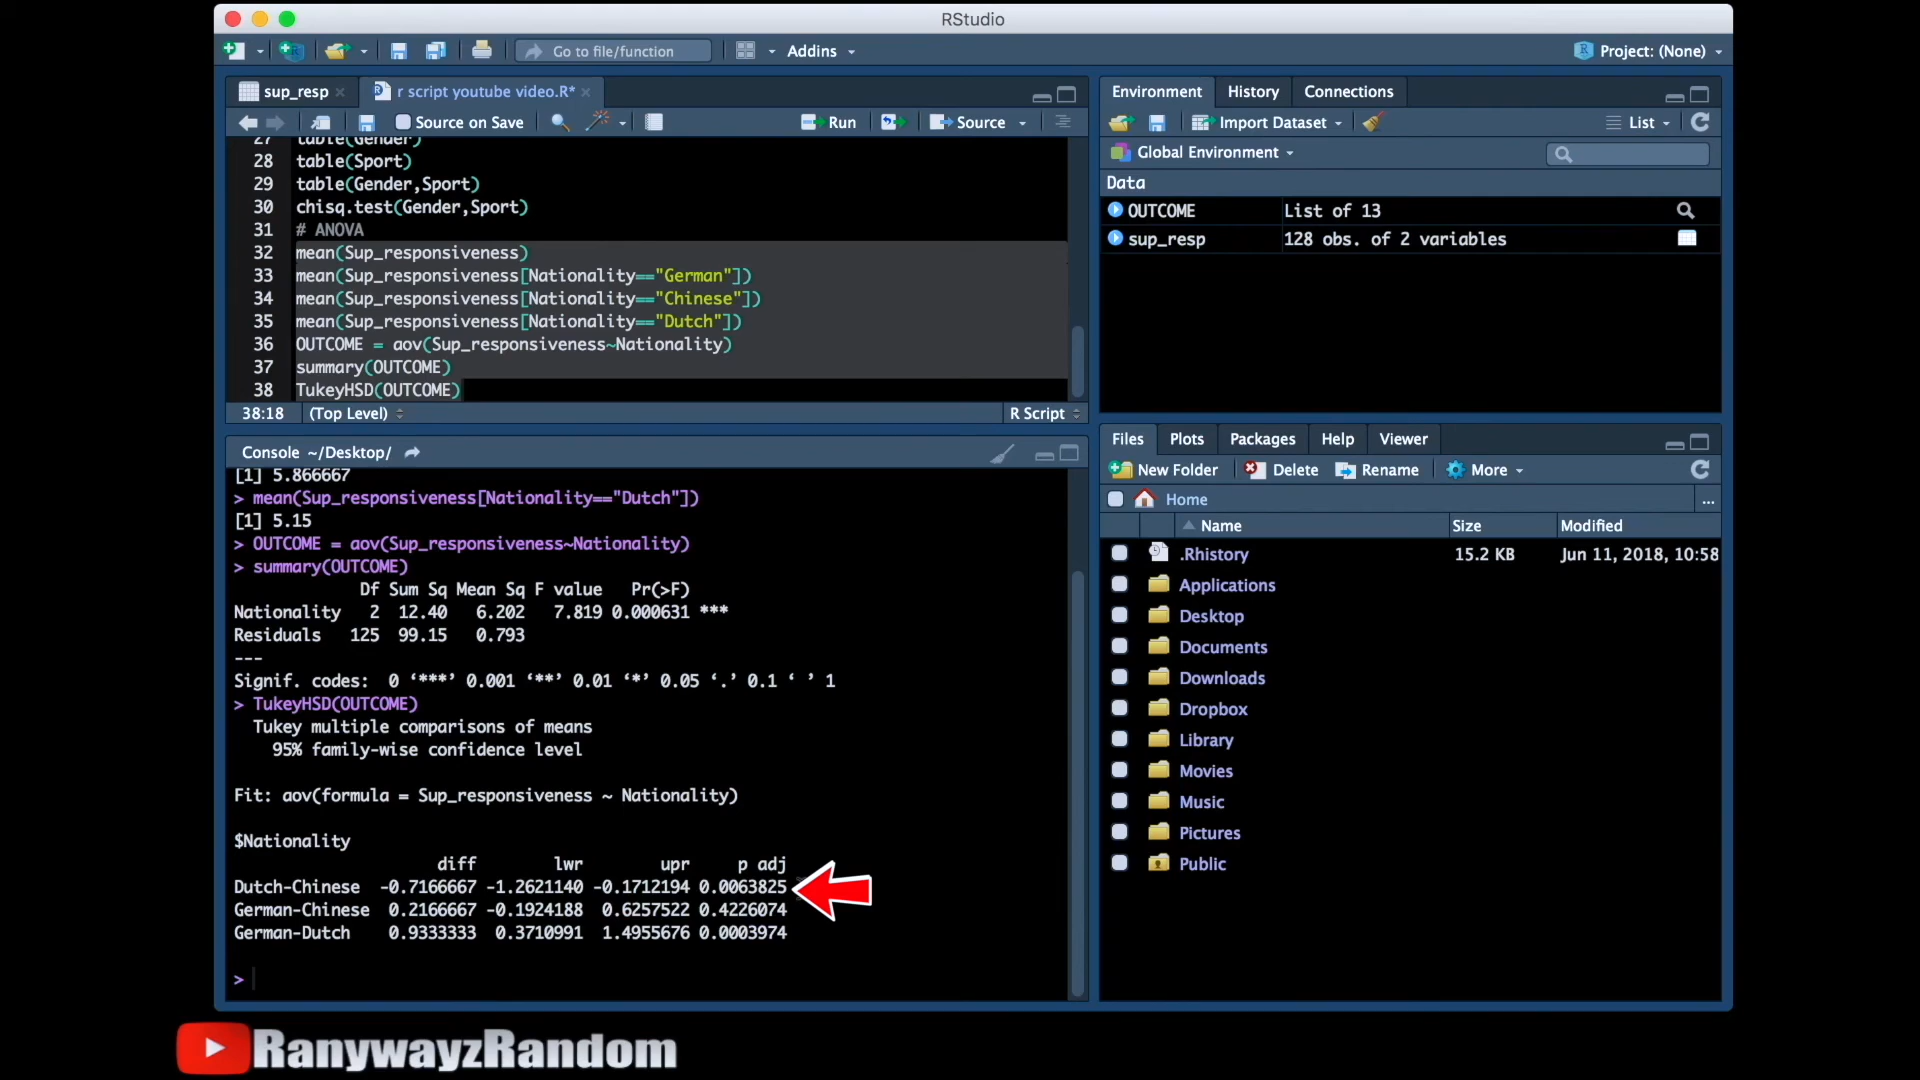 RStudio
Go to file/function
Addins
Project: (None)
sup_resp
r script youtube video.R*
Source on Save
Run
Source
27 table(Gender)
28 table(Sport)
29 table(Gender,Sport)
30 chisq.test(Gender,Sport)
31 # ANOVA
32 mean(Sup_responsiveness)
33 mean(Sup_responsiveness[Nationality=="German"])
34 mean(Sup_responsiveness[Nationality=="Chinese"])
35 mean(Sup_responsiveness[Nationality=="Dutch"])
36 OUTCOME = aov(Sup_responsiveness~Nationality)
37 summary(OUTCOME)
38 TukeyHSD(OUTCOME)
38:18 (Top Level) R Script
Console ~/Desktop/
[1] 5.866667
> mean(Sup_responsiveness[Nationality=="Dutch"])
[1] 5.15
> OUTCOME = aov(Sup_responsiveness~Nationality)
> summary(OUTCOME)
Df Sum Sq Mean Sq F value Pr(>F)
Nationality 2 12.40 6.202 7.819 0.000631 ***
Residuals 125 99.15 0.793
---
Signif. codes: 0 ‘***’ 0.001 ‘**’ 0.01 ‘*’ 0.05 ‘.’ 0.1 ‘ ’ 1
> TukeyHSD(OUTCOME)
Tukey multiple comparisons of means
95% family-wise confidence level
Fit: aov(formula = Sup_responsiveness ~ Nationality)
$Nationality
diff lwr upr p adj
Dutch-Chinese -0.7166667 -1.2621140 -0.1712194 0.0063825
German-Chinese 0.2166667 -0.1924188 0.6257522 0.4226074
German-Dutch 0.9333333 0.3710991 1.4955676 0.0003974
>
Environment History Connections
Import Dataset
List
Global Environment
Data
OUTCOME List of 13
sup_resp 128 obs. of 2 variables
Files Plots Packages Help Viewer
New Folder Delete Rename More
Home ...
Name Size Modified
.Rhistory 15.2 KB Jun 11, 2018, 10:58
Applications
Desktop
Documents
Downloads
Dropbox
Library
Movies
Music
Pictures
Public
RanywayzRandom